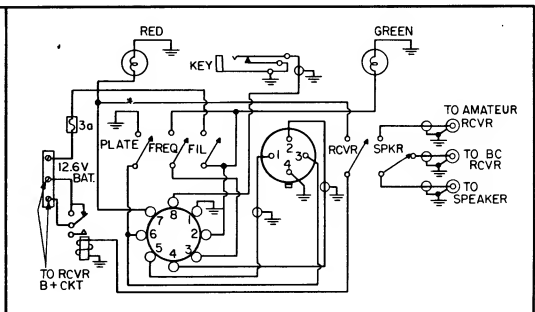 RED
GREEN
KEY
3a
PLATE
FREQ
FIL
RCVR
SPKR
TO AMATEUR
RCVR
TO BC
RCVR
TO
SPEAKER
12.6V
BAT.
1
2
3
4
7
8
1
6
2
5
4
3
TO RCVR
B+CKT